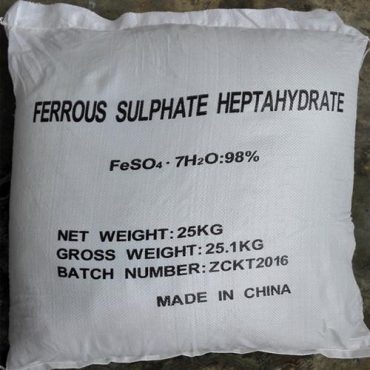 FERROUS SULPHATE HEPTAHYDRATE
FeSO₄·7H₂O:98%
NET WEIGHT:25KG
GROSS WEIGHT:25.1KG
BATCH NUMBER:ZCKT2016
MADE IN CHINA